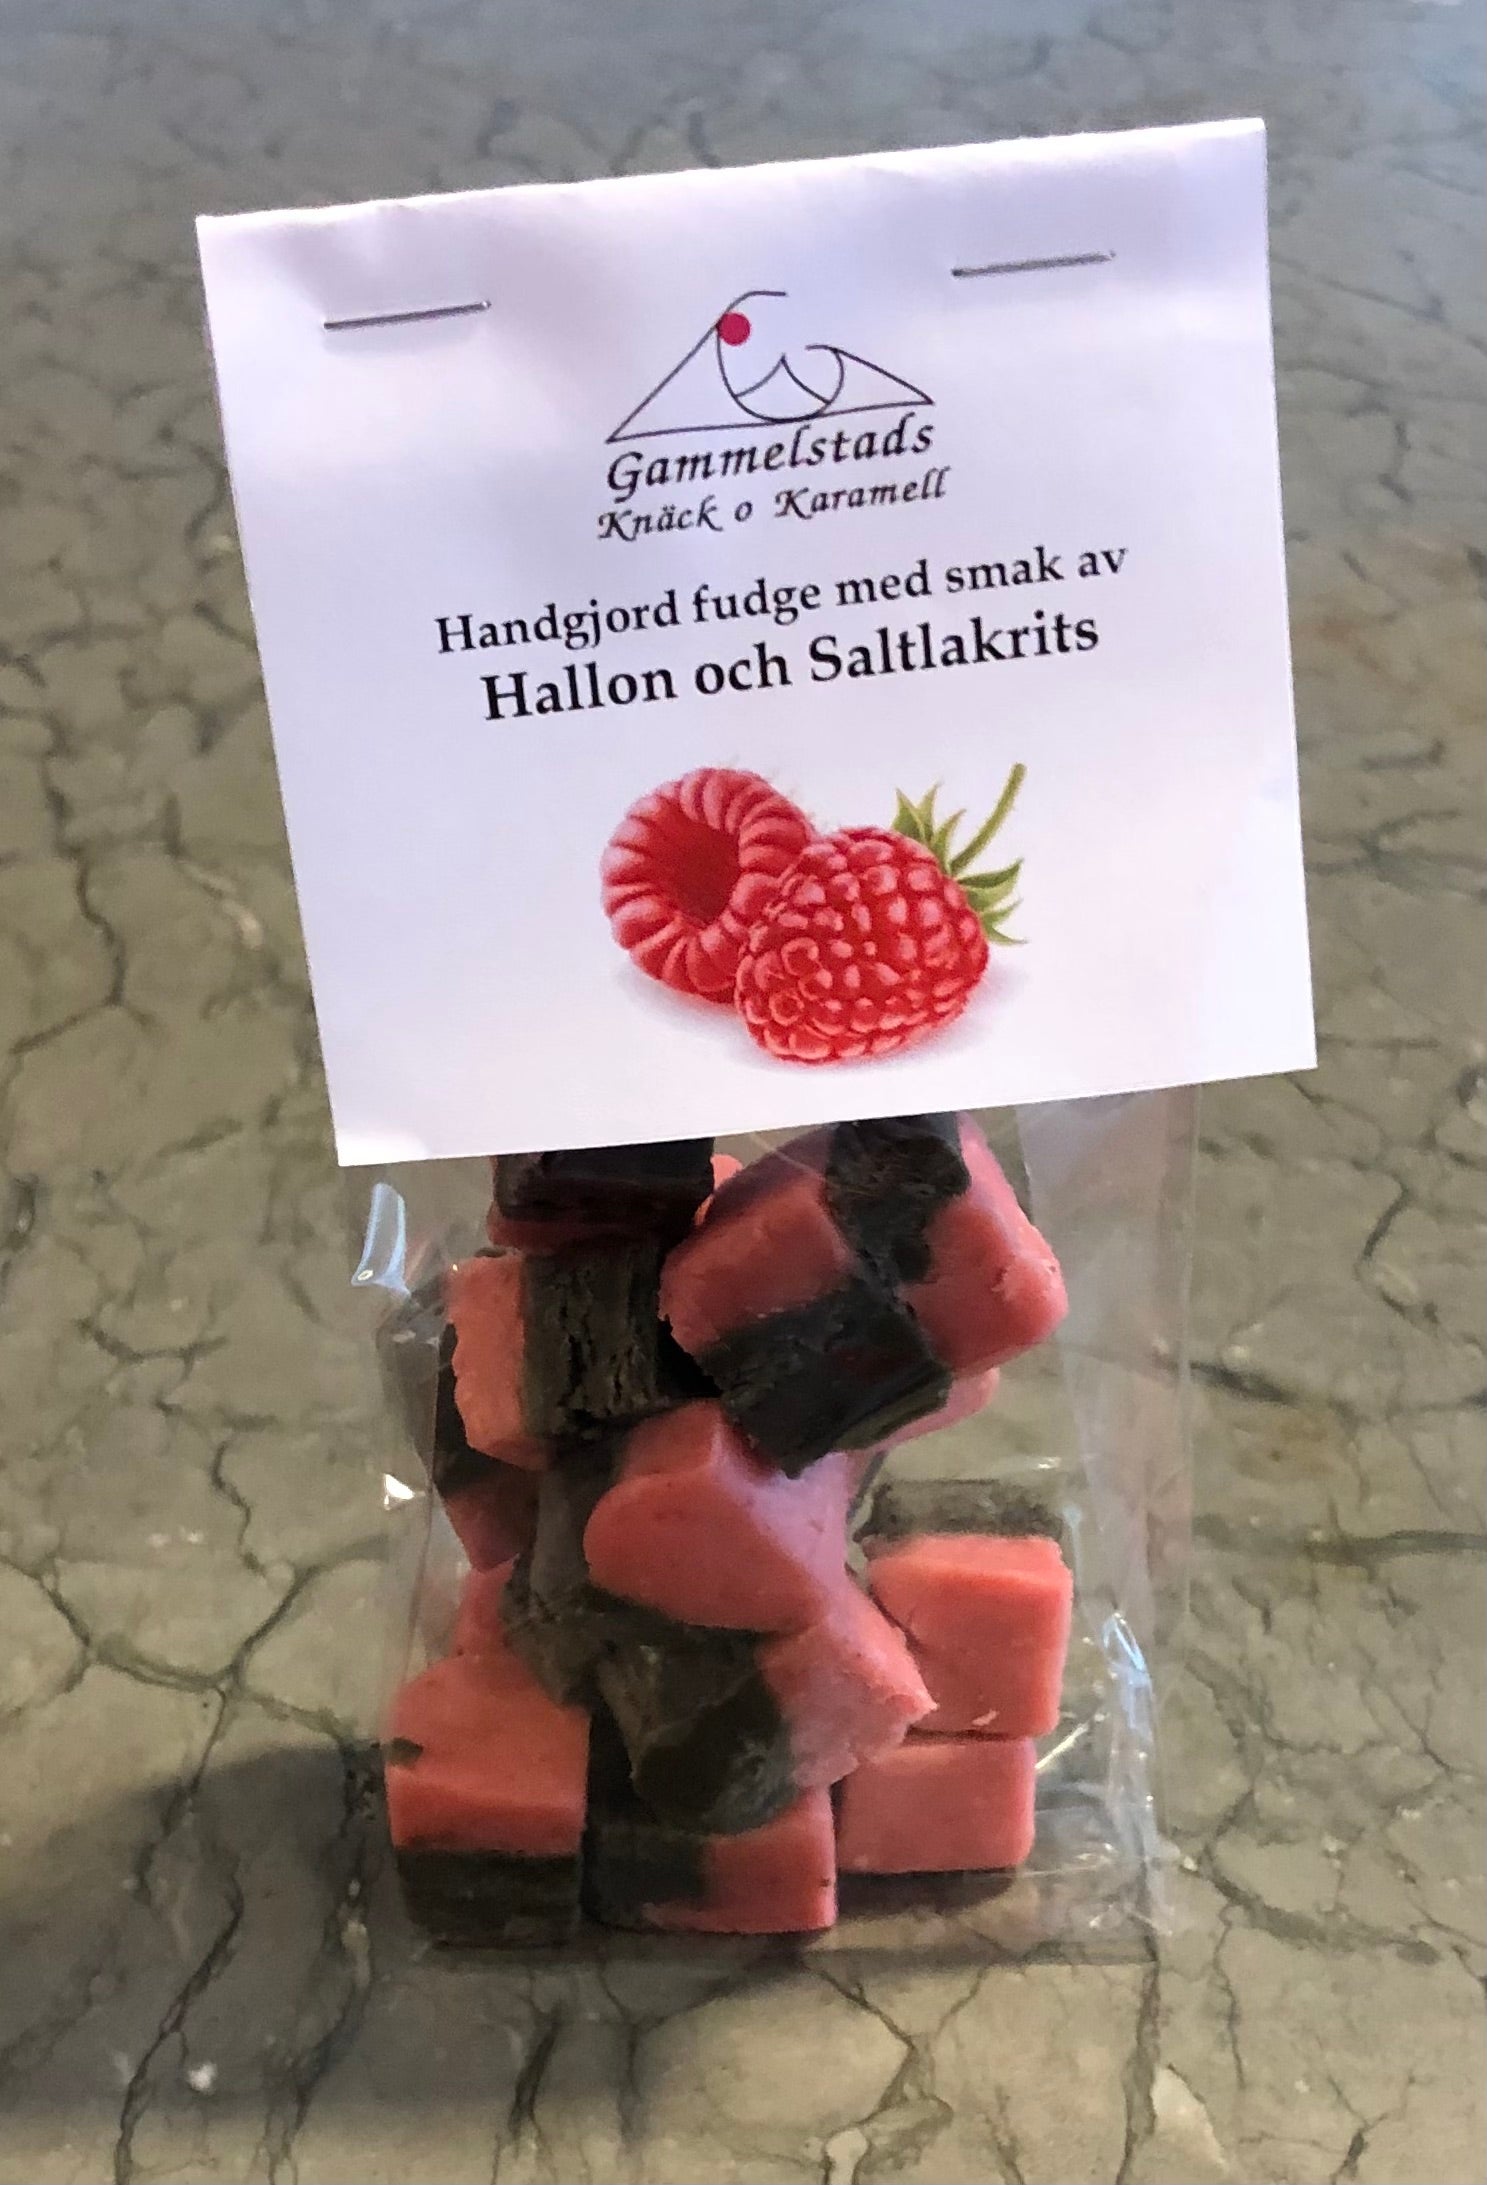 Gammelstads
Knäck o Karamell
Handgjord fudge med smak av
Hallon och Saltlakrits